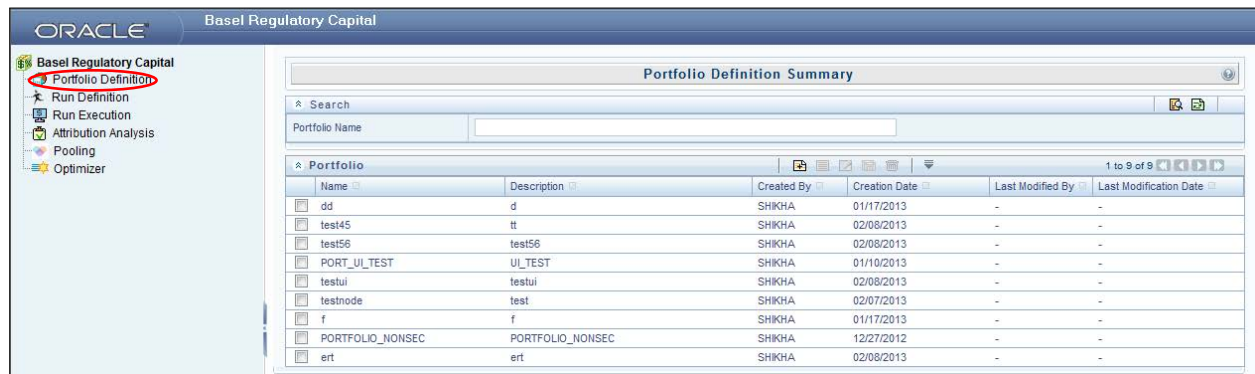 ORACLE®
Basel Regulatory Capital
Basel Regulatory Capital
Portfolio Definition
Run Definition
Run Execution
Attribution Analysis
Pooling
Optimizer
Portfolio Definition Summary
Search
Portfolio Name
Portfolio
1 to 9 of 9
Name Description Created By Creation Date Last Modified By Last Modification Date
dd d SHIKHA 01/17/2013 - -
test45 tt SHIKHA 02/08/2013 - -
test56 test56 SHIKHA 02/08/2013 - -
PORT_UI_TEST UI_TEST SHIKHA 01/10/2013 - -
testui testui SHIKHA 02/08/2013 - -
testnode test SHIKHA 02/07/2013 - -
f f SHIKHA 01/17/2013 - -
PORTFOLIO_NONSEC PORTFOLIO_NONSEC SHIKHA 12/27/2012 - -
ert ert SHIKHA 02/08/2013 - -